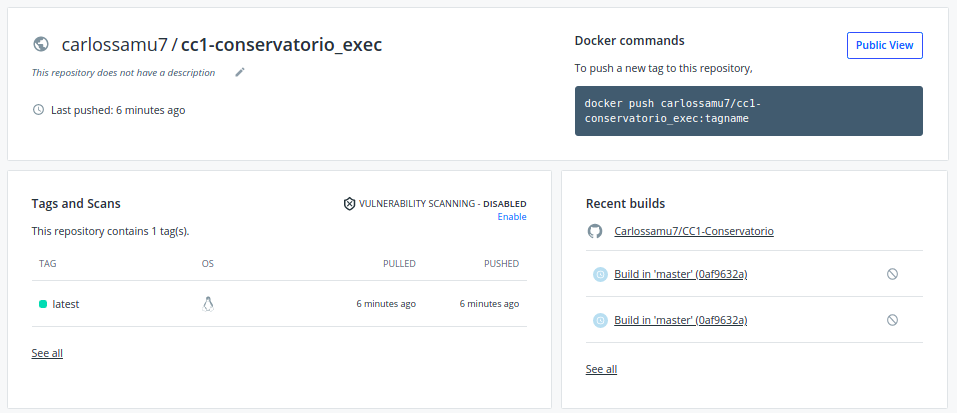 carlossamu7 / cc1-conservatorio_exec
This repository does not have a description
Last pushed: 6 minutes ago
Docker commands
Public View
To push a new tag to this repository,
docker push carlossamu7/cc1-
conservatorio_exec:tagname
Tags and Scans
VULNERABILITY SCANNING - DISABLED
Enable
This repository contains 1 tag(s).
TAG OS PULLED PUSHED
latest 6 minutes ago 6 minutes ago
See all
Recent builds
Carlossamu7/CC1-Conservatorio
Build in 'master' (0af9632a)
Build in 'master' (0af9632a)
See all